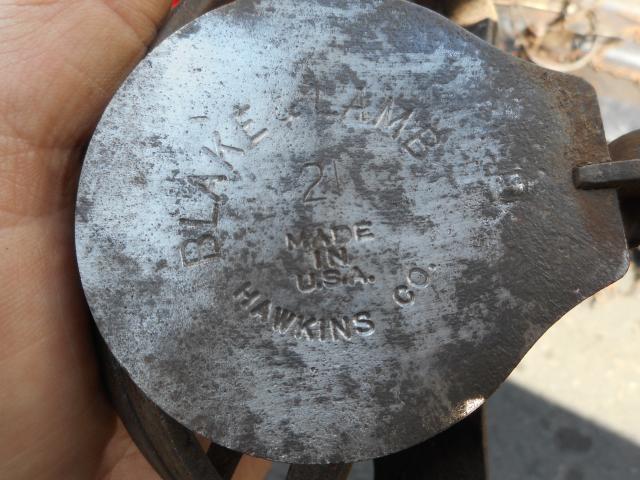 BLAKE & LAMB
21
MADE
IN
U.S.A.
HAWKINS CO.